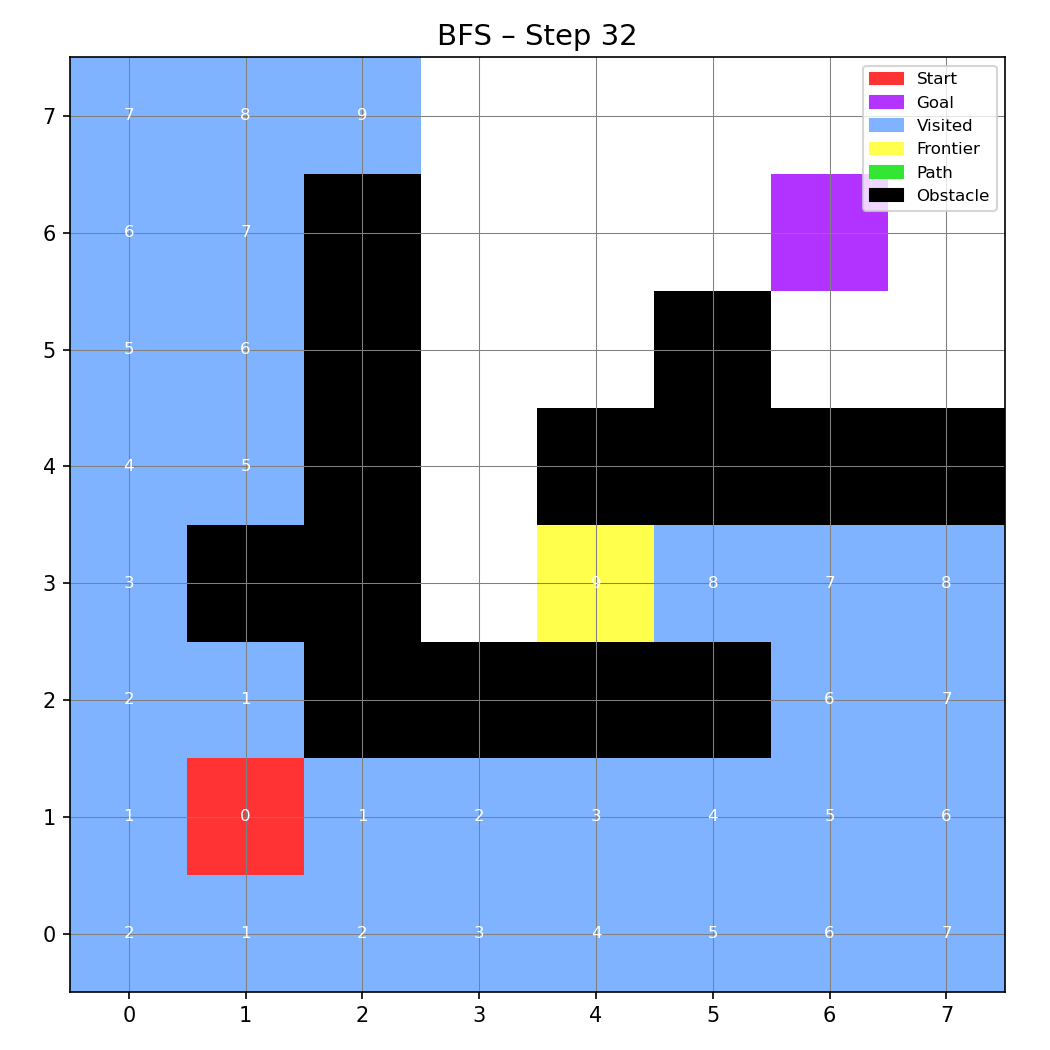 BFS – Step 32
Start
Goal
Visited
Frontier
Path
Obstacle
7 7 8 9
6 6 7
5 5 6
4 4 5
3 3 9 8 7 8
2 2 1 6 7
1 1 0 1 2 3 4 5 6
0 2 1 2 3 4 5 6 7
0 1 2 3 4 5 6 7